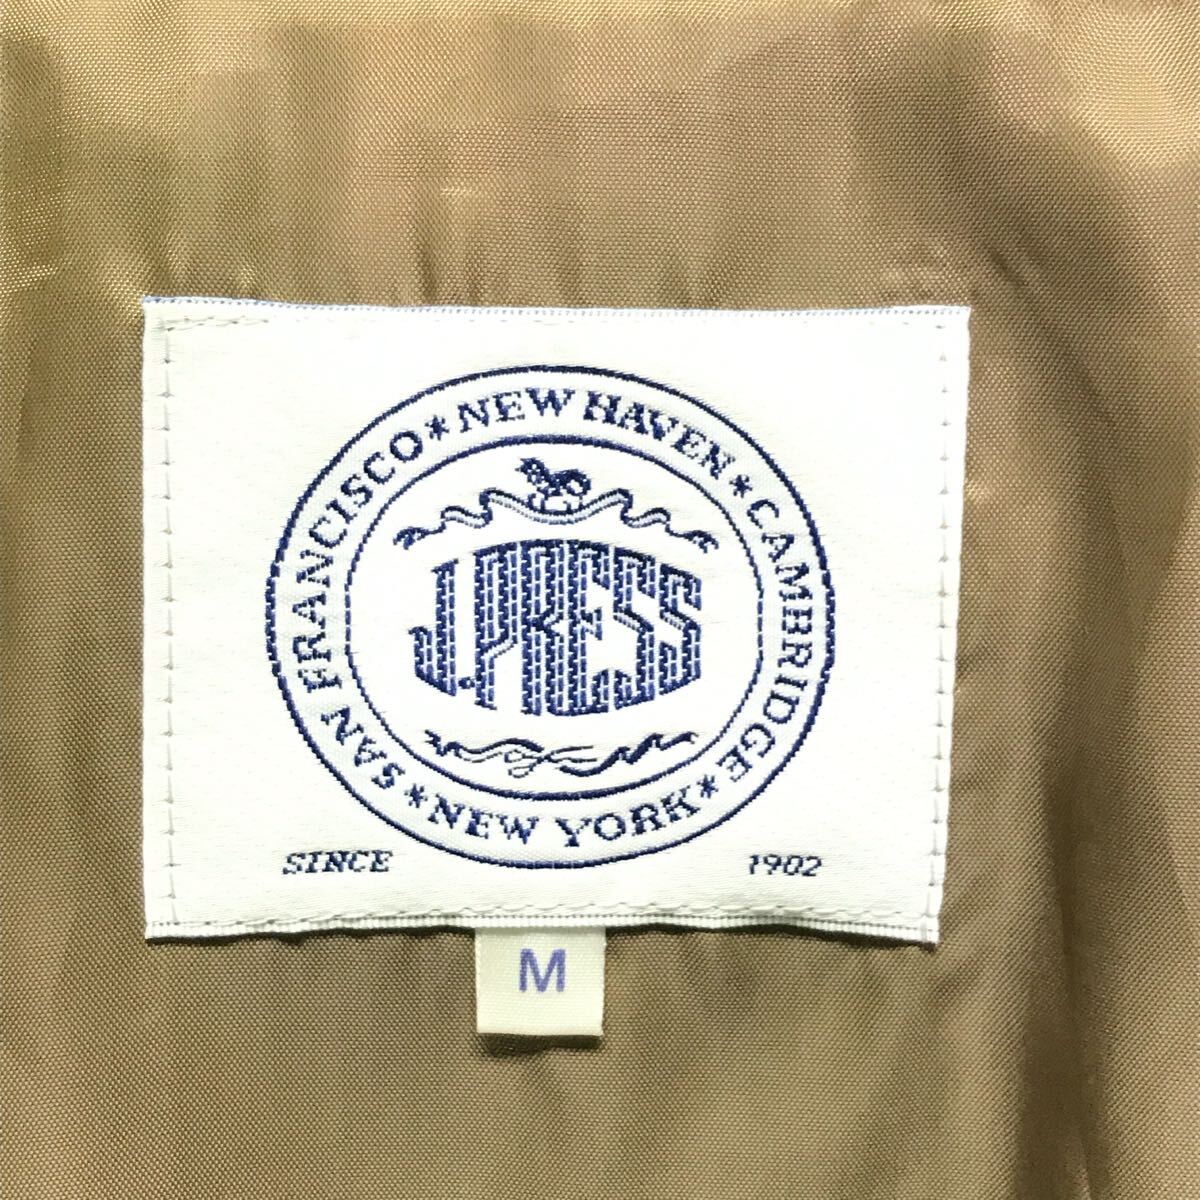 SAN FRANCISCO*NEW HAVEN*CAMBRIDGE*NEW YORK*
J.PRESS
SINCE 1902
M